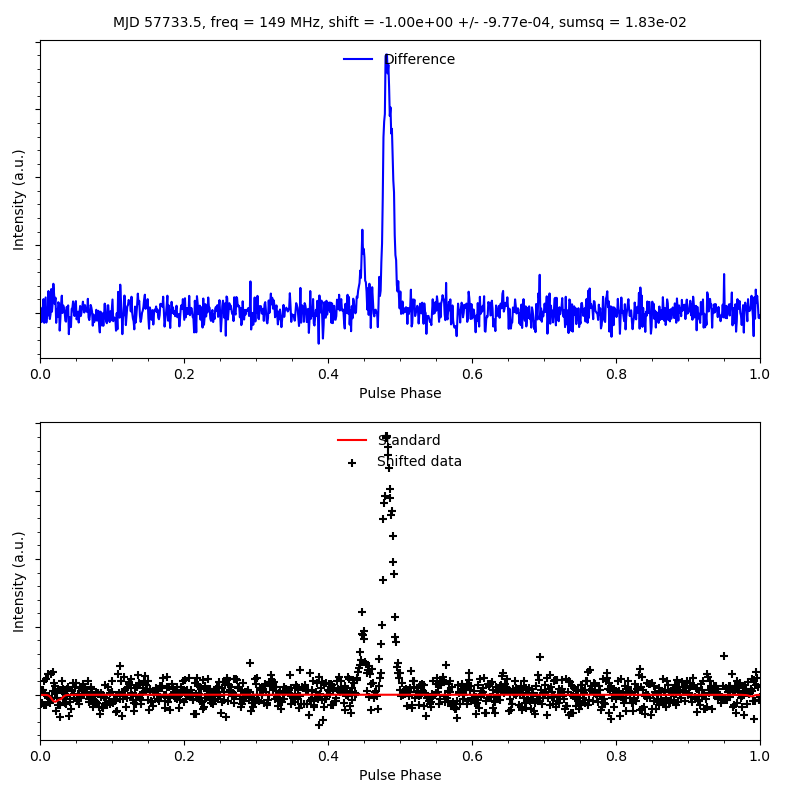 MJD 57733.5, freq = 149 MHz, shift = -1.00e+00 +/- -9.77e-04, sumsq = 1.83e-02
Difference
Intensity (a.u.)
0.0 0.2 0.4 0.6 0.8 1.0
Pulse Phase
Standard
Shifted data
Intensity (a.u.)
0.0 0.2 0.4 0.6 0.8 1.0
Pulse Phase